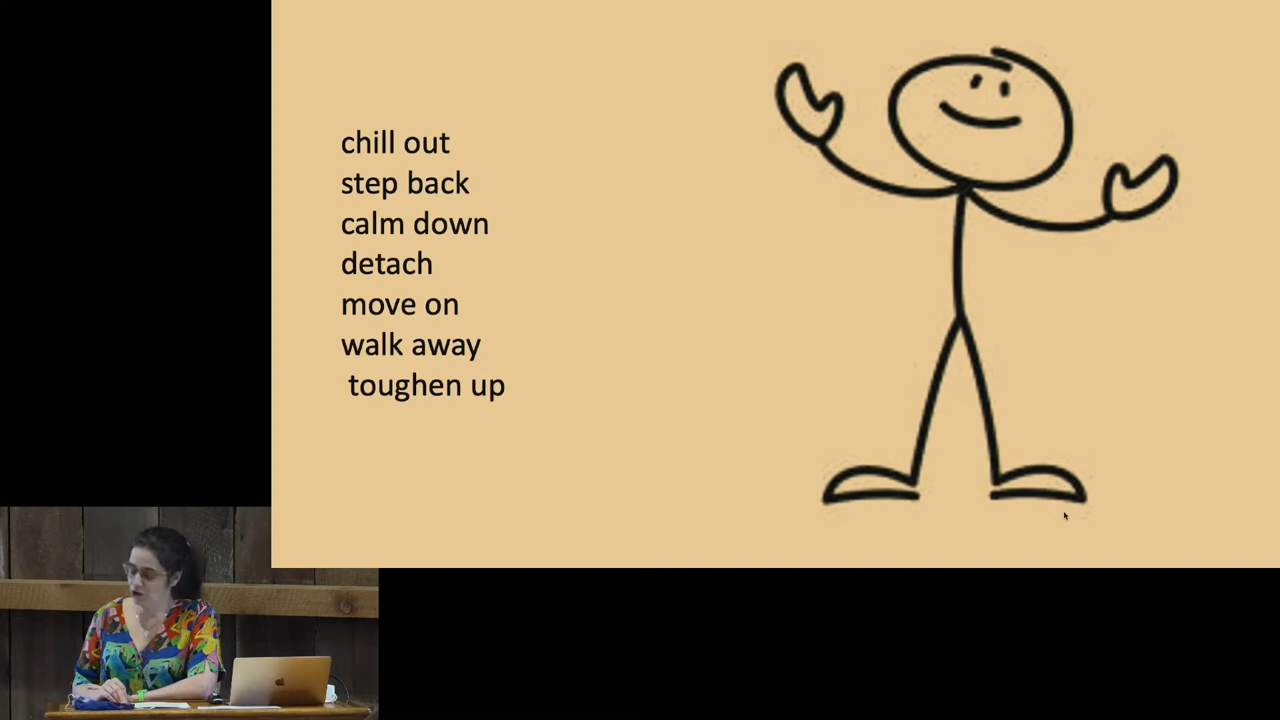 chill out
step back
calm down
detach
move on
walk away
toughen up